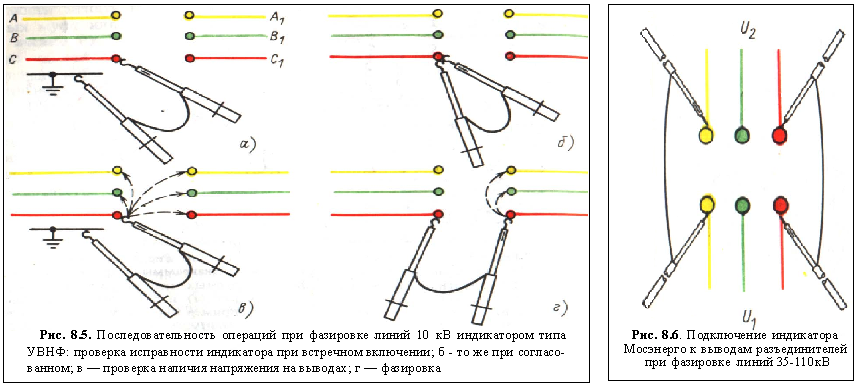 A
B
C
A₁
B₁
C₁
а)
б)
в)
г)
Рис. 8.5. Последовательность операций при фазировке линий 10 кВ индикатором типа
УВНФ: проверка исправности индикатора при встречном включении; б - то же при согласо-
ванном; в — проверка наличия напряжения на выводах; г — фазировка
U₂
U₁
Рис. 8.6. Подключение индикатора
Мосэнерго к выводам разъединителей
при фазировке линий 35-110кВ